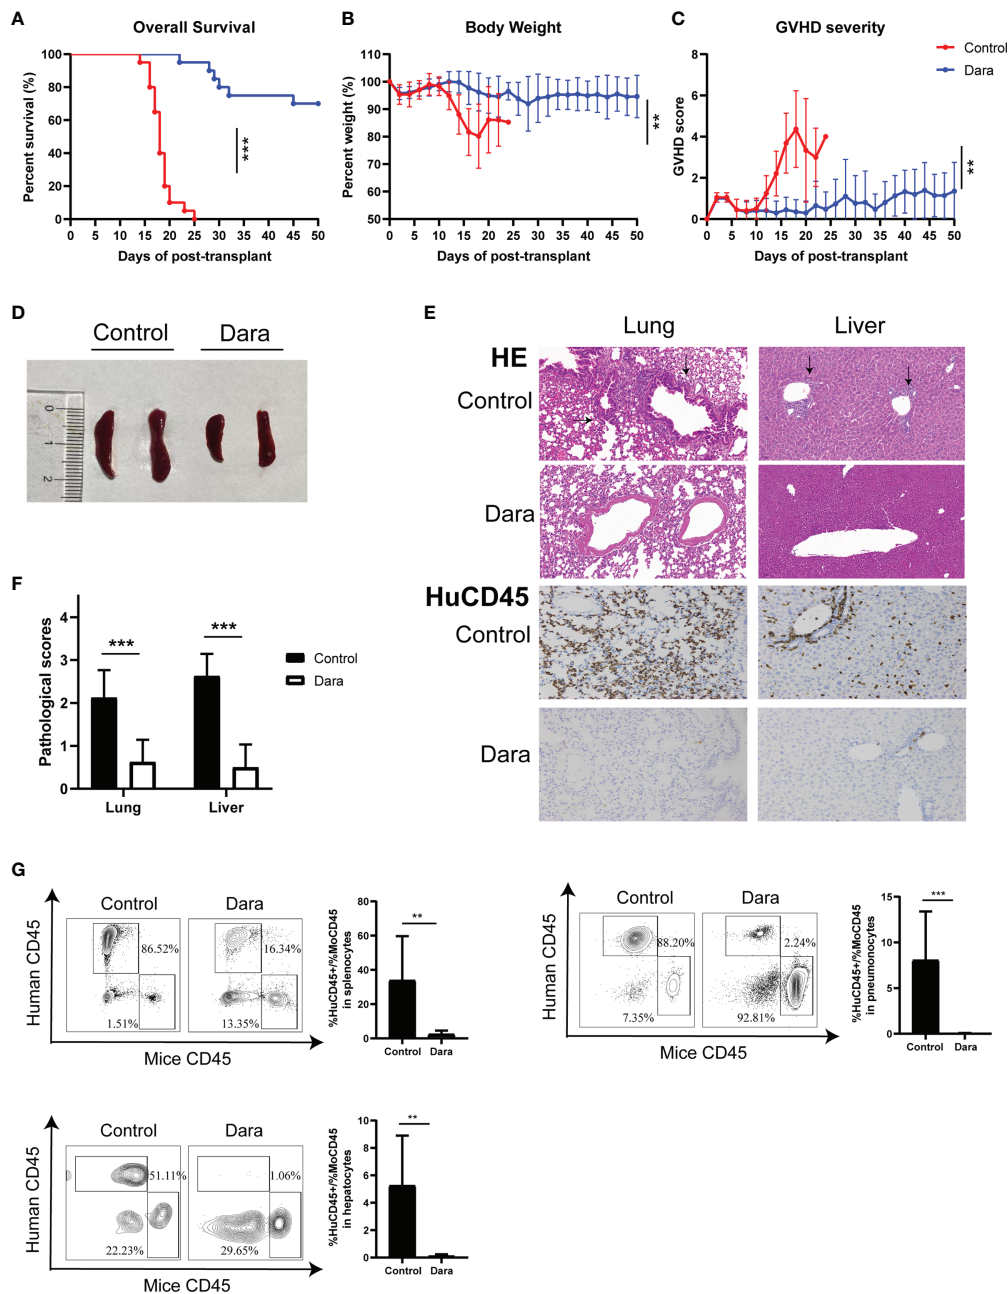 A
Overall Survival
Percent survival (%)
100
80
60
40
20
0
***
0 5 10 15 20 25 30 35 40 45 50
Days of post-transplant
B
Body Weight
Percent weight (%)
110
100
90
80
70
60
50
**
0 5 10 15 20 25 30 35 40 45 50
Days of post-transplant
C
GVHD severity
GVHD score
8
6
4
2
0
**
0 5 10 15 20 25 30 35 40 45 50
Days of post-transplant
Control
Dara
D
Control Dara
0
1
2
E
Lung Liver
HE
Control
Dara
HuCD45
Control
Dara
F
Pathological scores
4
3
2
1
0
*** ***
Lung Liver
Control
Dara
G
Human CD45
Control Dara
86.52% 16.34%
1.51% 13.35%
Mice CD45
%HuCD45+/%MoCD45
in splenocytes
80
60
40
20
0
**
Control Dara
Human CD45
Control Dara
88.20% 2.24%
7.35% 92.81%
Mice CD45
%HuCD45+/%MoCD45
in pneumonocytes
15
10
5
0
***
Control Dara
Human CD45
Control Dara
51.11% 1.06%
22.23% 29.65%
Mice CD45
%HuCD45+/%MoCD45
in hepatocytes
10
8
6
4
2
0
**
Control Dara